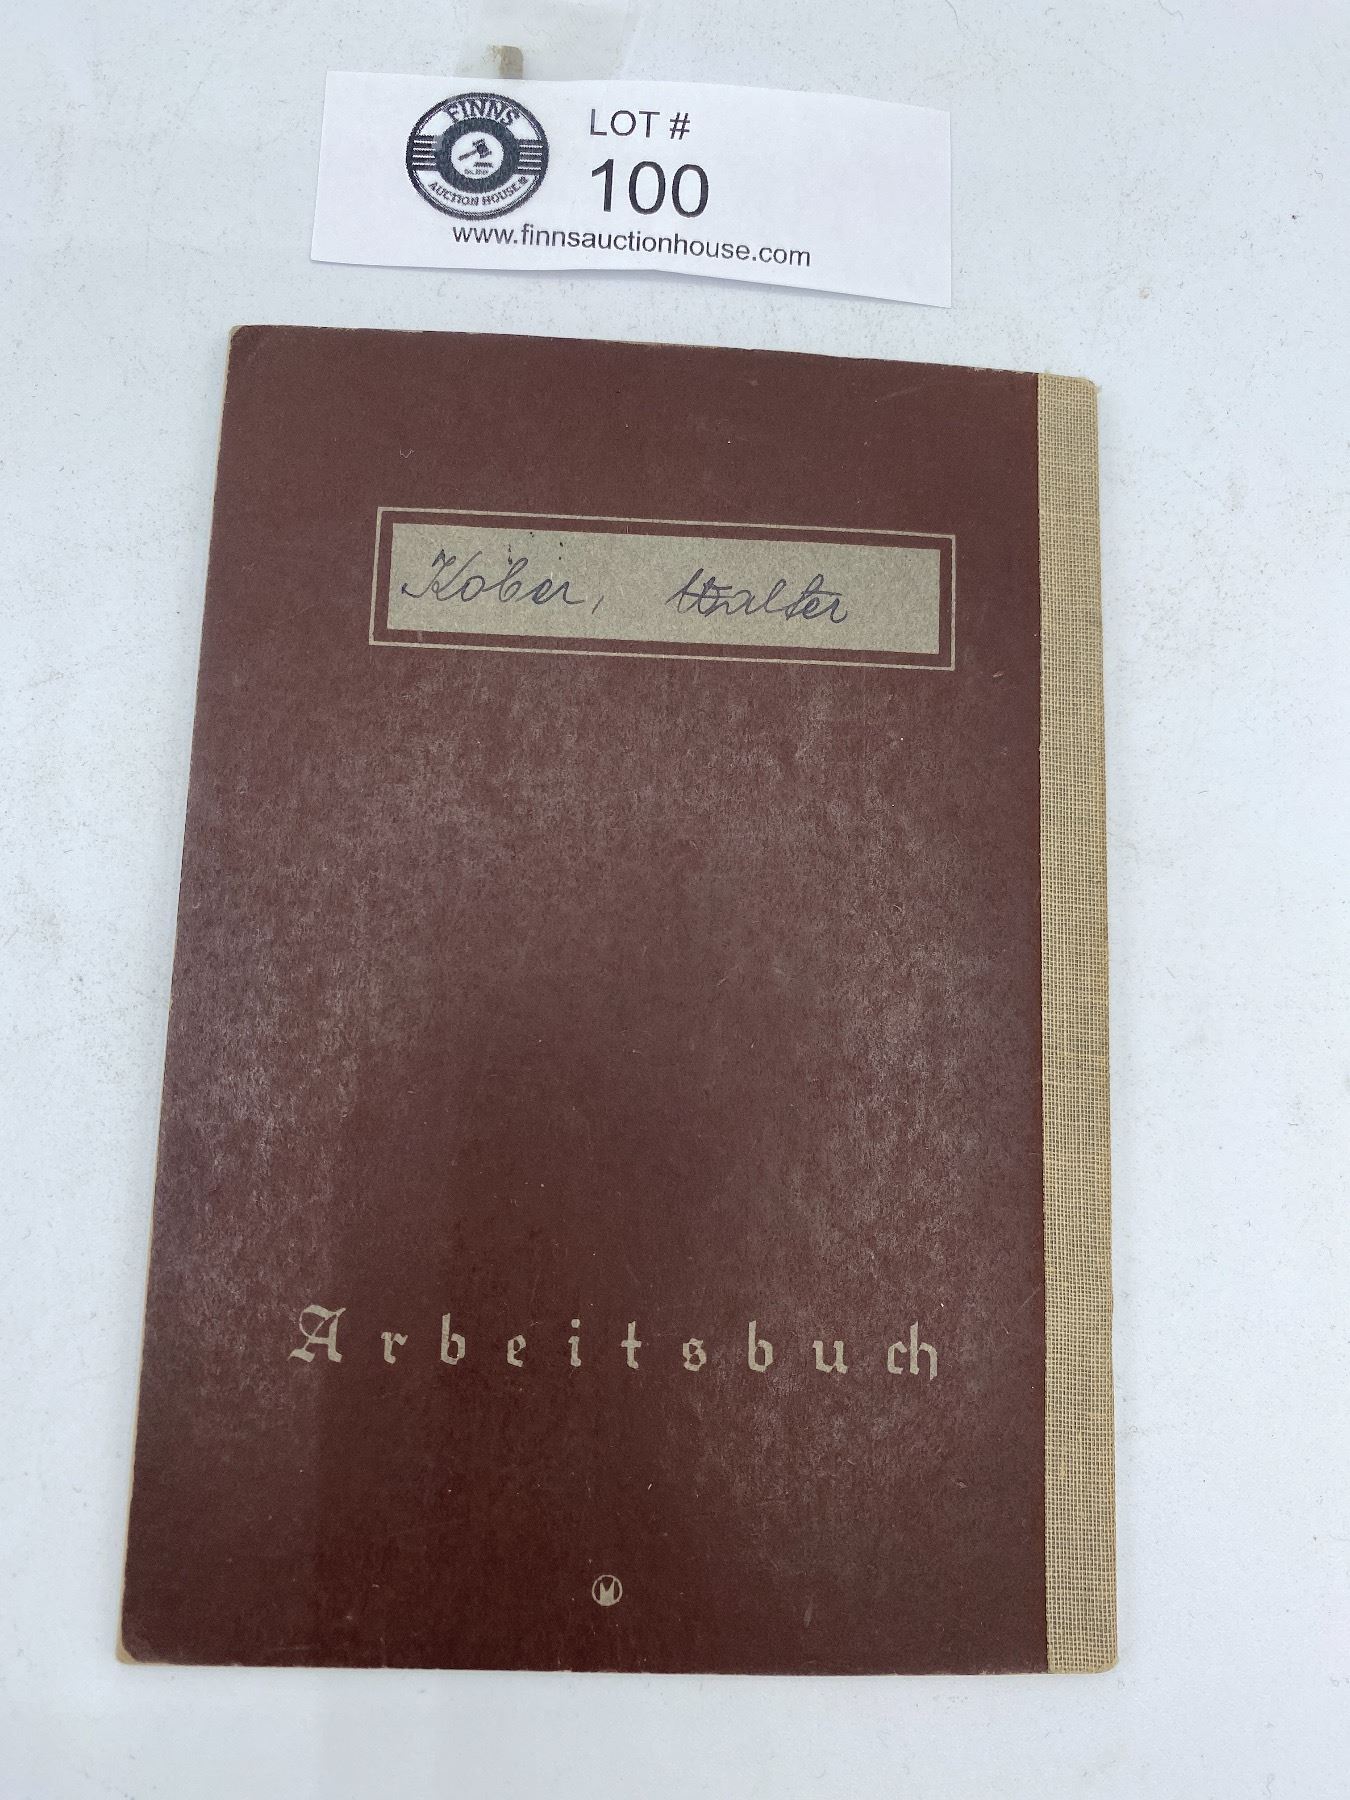 FINNS
AUCTION HOUSE
LOT #
100
www.finnsauctionhouse.com
Kober, Walter
Arbeitsbuch
M